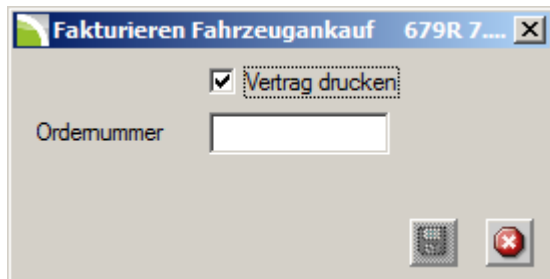 Fakturieren Fahrzeugankauf 679R 7....
Vertrag drucken
Ordernummer